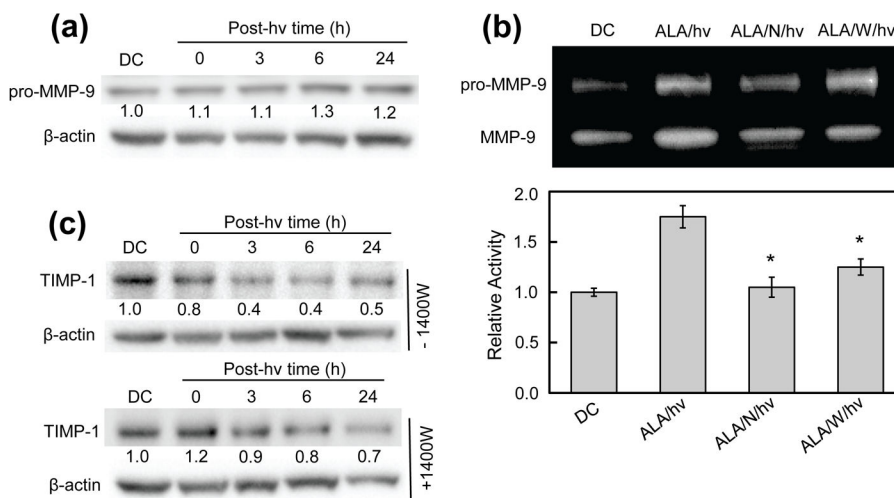 (a)
Post-hv time (h)
DC 0 3 6 24
pro-MMP-9
1.0 1.1 1.1 1.3 1.2
β-actin
(b)
DC ALA/hv ALA/N/hv ALA/W/hv
pro-MMP-9
MMP-9
2.0
1.5
1.0
0.5
0.0
Relative Activity
* *
DC ALA/hv ALA/N/hv ALA/W/hv
(c)
Post-hv time (h)
DC 0 3 6 24
TIMP-1
1.0 0.8 0.4 0.4 0.5
β-actin
- 1400W
Post-hv time (h)
DC 0 3 6 24
TIMP-1
1.0 1.2 0.9 0.8 0.7
β-actin
+1400W